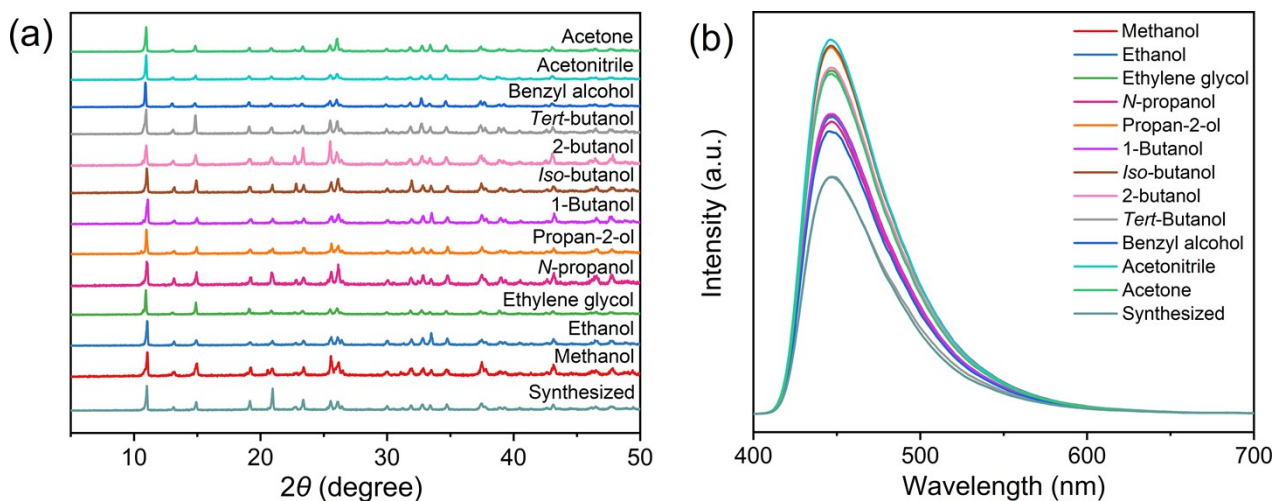 (a)
Acetone
Acetonitrile
Benzyl alcohol
Tert-butanol
2-butanol
Iso-butanol
1-Butanol
Propan-2-ol
N-propanol
Ethylene glycol
Ethanol
Methanol
Synthesized
10 20 30 40 50
2θ (degree)
(b)
Intensity (a.u.)
Methanol
Ethanol
Ethylene glycol
N-propanol
Propan-2-ol
1-Butanol
Iso-butanol
2-butanol
Tert-Butanol
Benzyl alcohol
Acetonitrile
Acetone
Synthesized
400 500 600 700
Wavelength (nm)